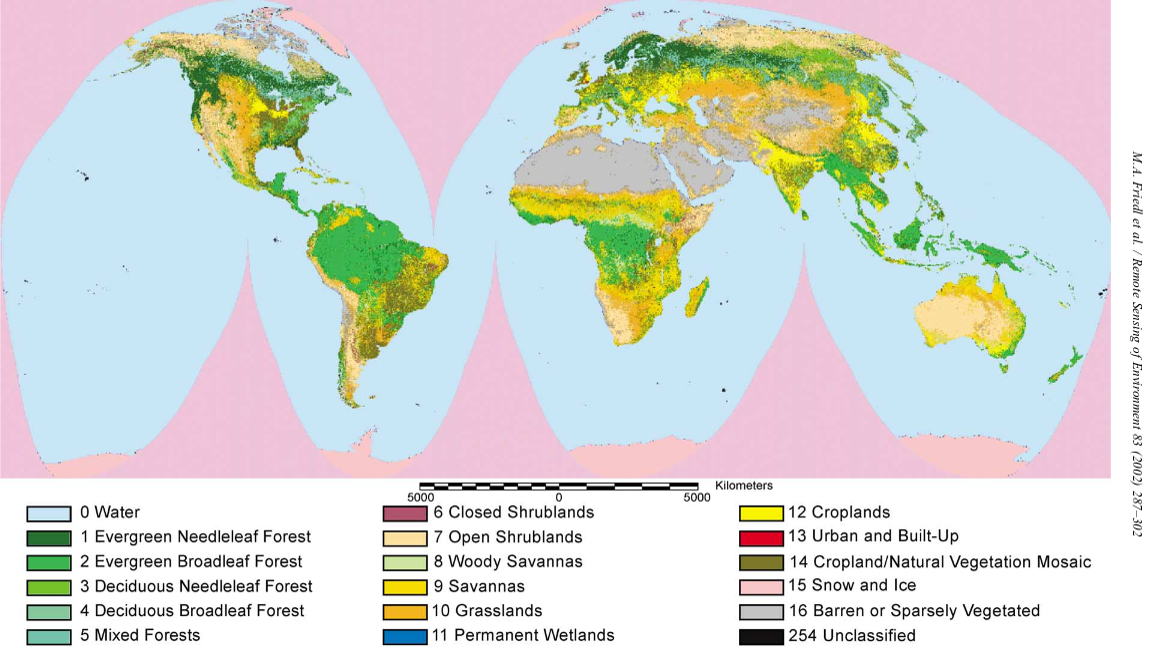 M.A. Friedl et al. / Remote Sensing of Environment 83 (2002) 287–302
Kilometers
5000 0 5000
0 Water
1 Evergreen Needleleaf Forest
2 Evergreen Broadleaf Forest
3 Deciduous Needleleaf Forest
4 Deciduous Broadleaf Forest
5 Mixed Forests
6 Closed Shrublands
7 Open Shrublands
8 Woody Savannas
9 Savannas
10 Grasslands
11 Permanent Wetlands
12 Croplands
13 Urban and Built-Up
14 Cropland/Natural Vegetation Mosaic
15 Snow and Ice
16 Barren or Sparsely Vegetated
254 Unclassified